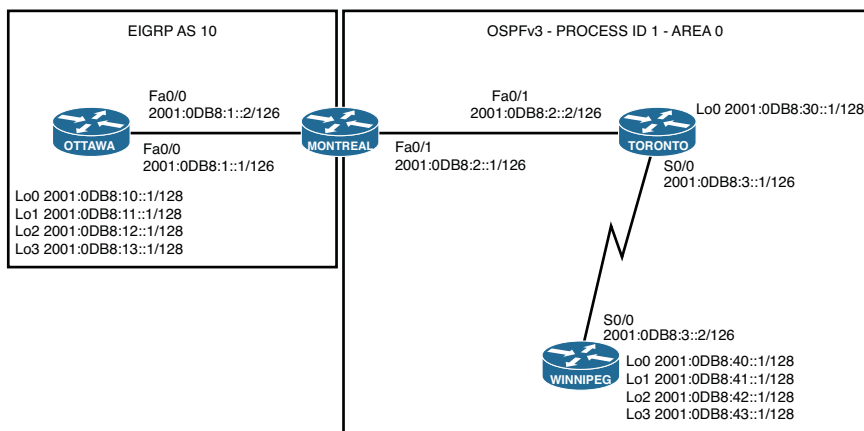 EIGRP AS 10
OSPFv3 - PROCESS ID 1 - AREA 0
Fa0/0
2001:0DB8:1::2/126
OTTAWA
Fa0/0
2001:0DB8:1::1/126
Lo0 2001:0DB8:10::1/128
Lo1 2001:0DB8:11::1/128
Lo2 2001:0DB8:12::1/128
Lo3 2001:0DB8:13::1/128
MONTREAL
Fa0/1
2001:0DB8:2::2/126
Fa0/1
2001:0DB8:2::1/126
Lo0 2001:0DB8:30::1/128
TORONTO
S0/0
2001:0DB8:3::1/126
S0/0
2001:0DB8:3::2/126
WINNIPEG
Lo0 2001:0DB8:40::1/128
Lo1 2001:0DB8:41::1/128
Lo2 2001:0DB8:42::1/128
Lo3 2001:0DB8:43::1/128